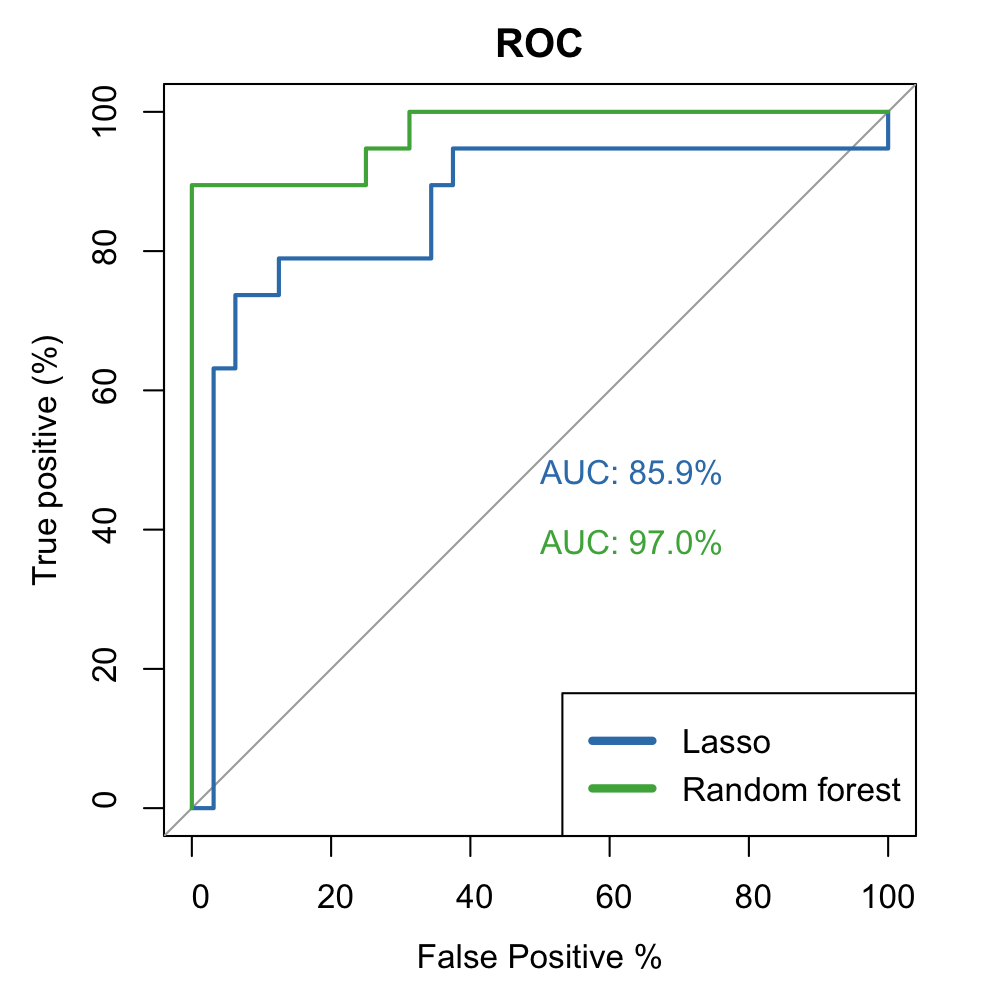 ROC
True positive (%)
100
80
60
40
20
0
AUC: 85.9%
AUC: 97.0%
Lasso
Random forest
0 20 40 60 80 100
False Positive %